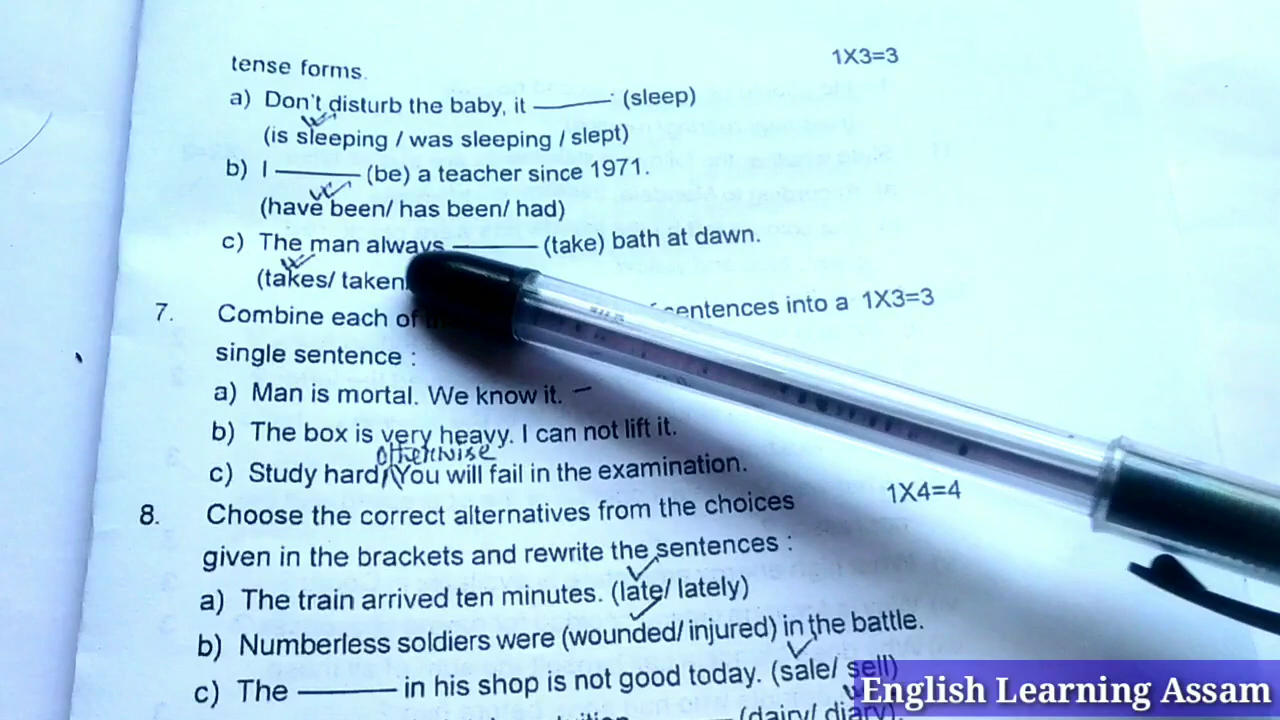 tense forms. 1X3=3
a) Don't disturb the baby, it ______. (sleep)
(is sleeping / was sleeping / slept)
b) I ______ (be) a teacher since 1971.
(have been/ has been/ had)
c) The man always ______ (take) bath at dawn.
(takes/ taken
7. Combine each of sentences into a 1X3=3
single sentence :
a) Man is mortal. We know it. –
b) The box is very heavy. I can not lift it.
otherwise
c) Study hard/ You will fail in the examination.
8. Choose the correct alternatives from the choices 1X4=4
given in the brackets and rewrite the sentences :
a) The train arrived ten minutes. (late/ lately)
b) Numberless soldiers were (wounded/ injured) in the battle.
c) The ______ in his shop is not good today. (sale/ sell)
(dairy/ diary).
English Learning Assam